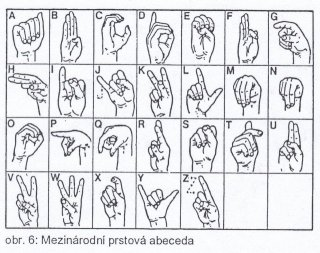 A B C D E F G
H I J K L M N
O P Q R S T U
V W X Y Z
obr. 6: Mezinárodní prstová abeceda